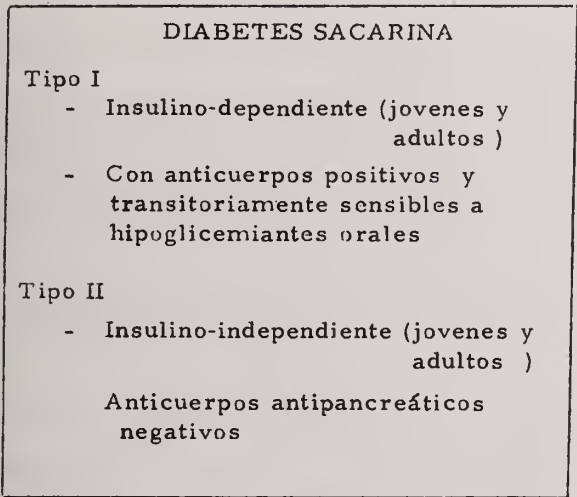 DIABETES SACARINA
Tipo I
- Insulino-dependiente (jovenes y
adultos )
- Con anticuerpos positivos y
transitoriamente sensibles a
hipoglicemiantes orales
Tipo II
- Insulino-independiente (jovenes y
adultos )
Anticuerpos antipancreáticos
negativos